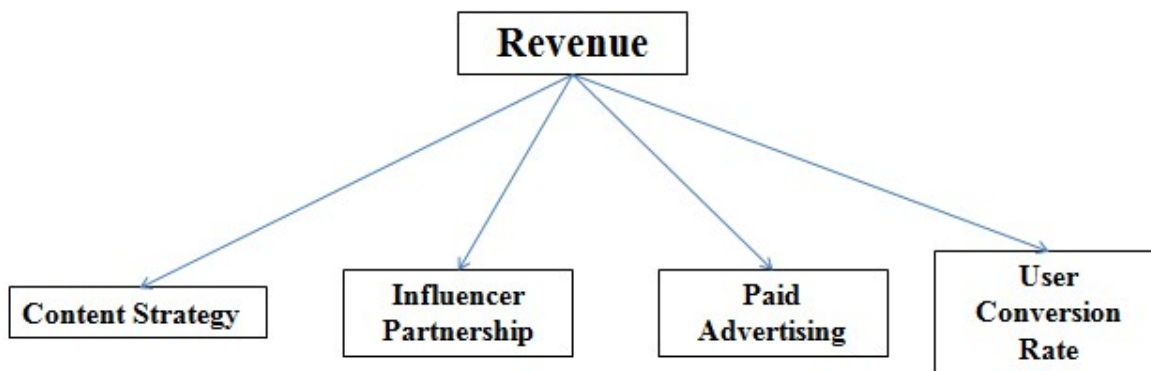 Revenue
Content Strategy
Influencer
Partnership
Paid
Advertising
User
Conversion
Rate